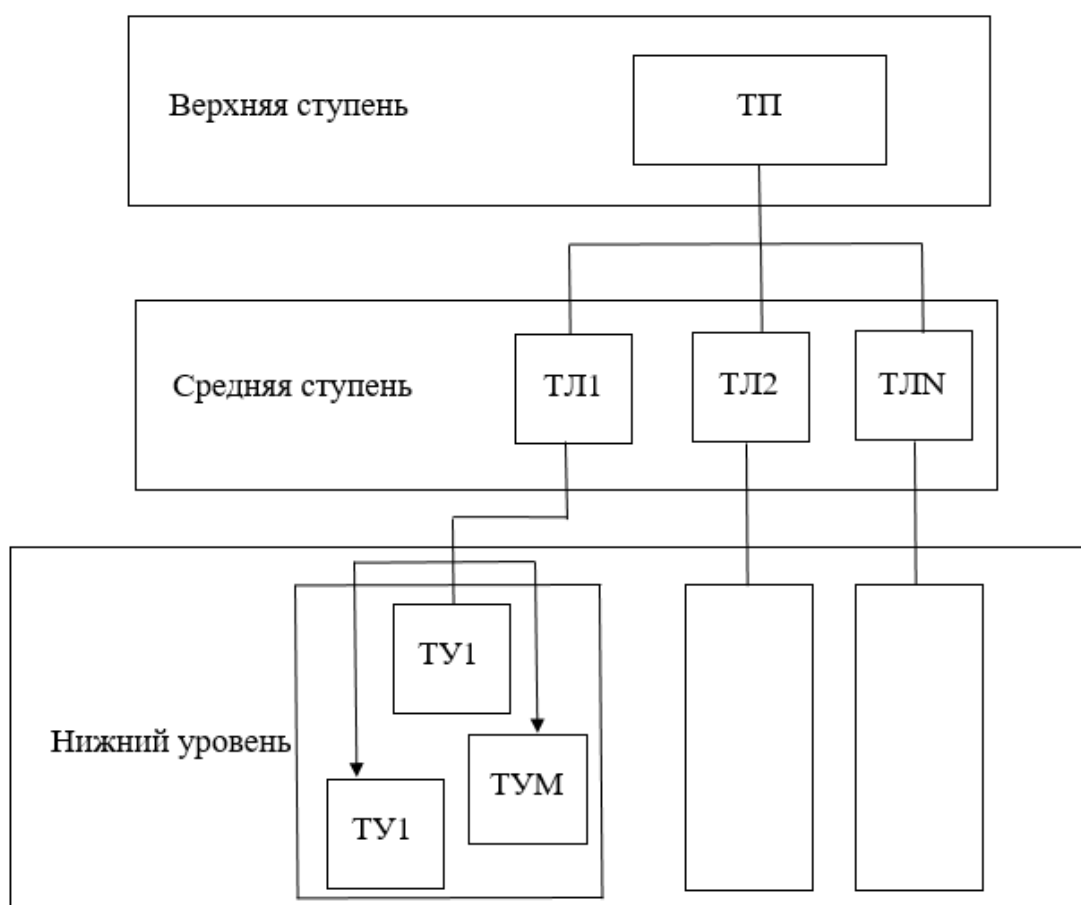 Верхняя ступень
ТП
Средняя ступень
ТЛ1
ТЛ2
ТЛN
Нижний уровень
ТУ1
ТУМ
ТУ1